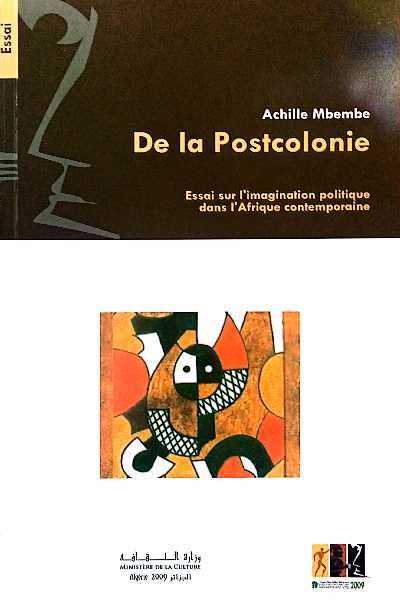 Essai
Achille Mbembe
De la Postcolonie
Essai sur l'imagination politique
dans l'Afrique contemporaine
وزارة الثقافة
MINISTÈRE DE LA CULTURE
Algérie 2009 الجزائر
2009